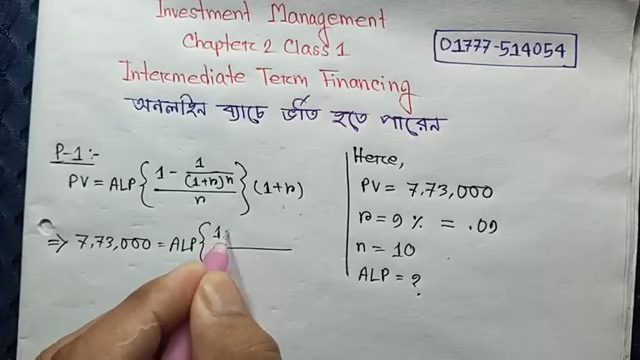 Investment Management
Chapter 2 Class 1
01777-514054
Intermediate Term Financing
অনলাইন ব্যাচে ভর্তি হতে পারেন
P-1:-
PV = ALP { (1 - 1/(1+r)^n) / r } (1+r)
⇒ 7,73,000 = ALP { 1-
Here,
PV = 7,73,000
r = 9% = .09
n = 10
ALP = ?